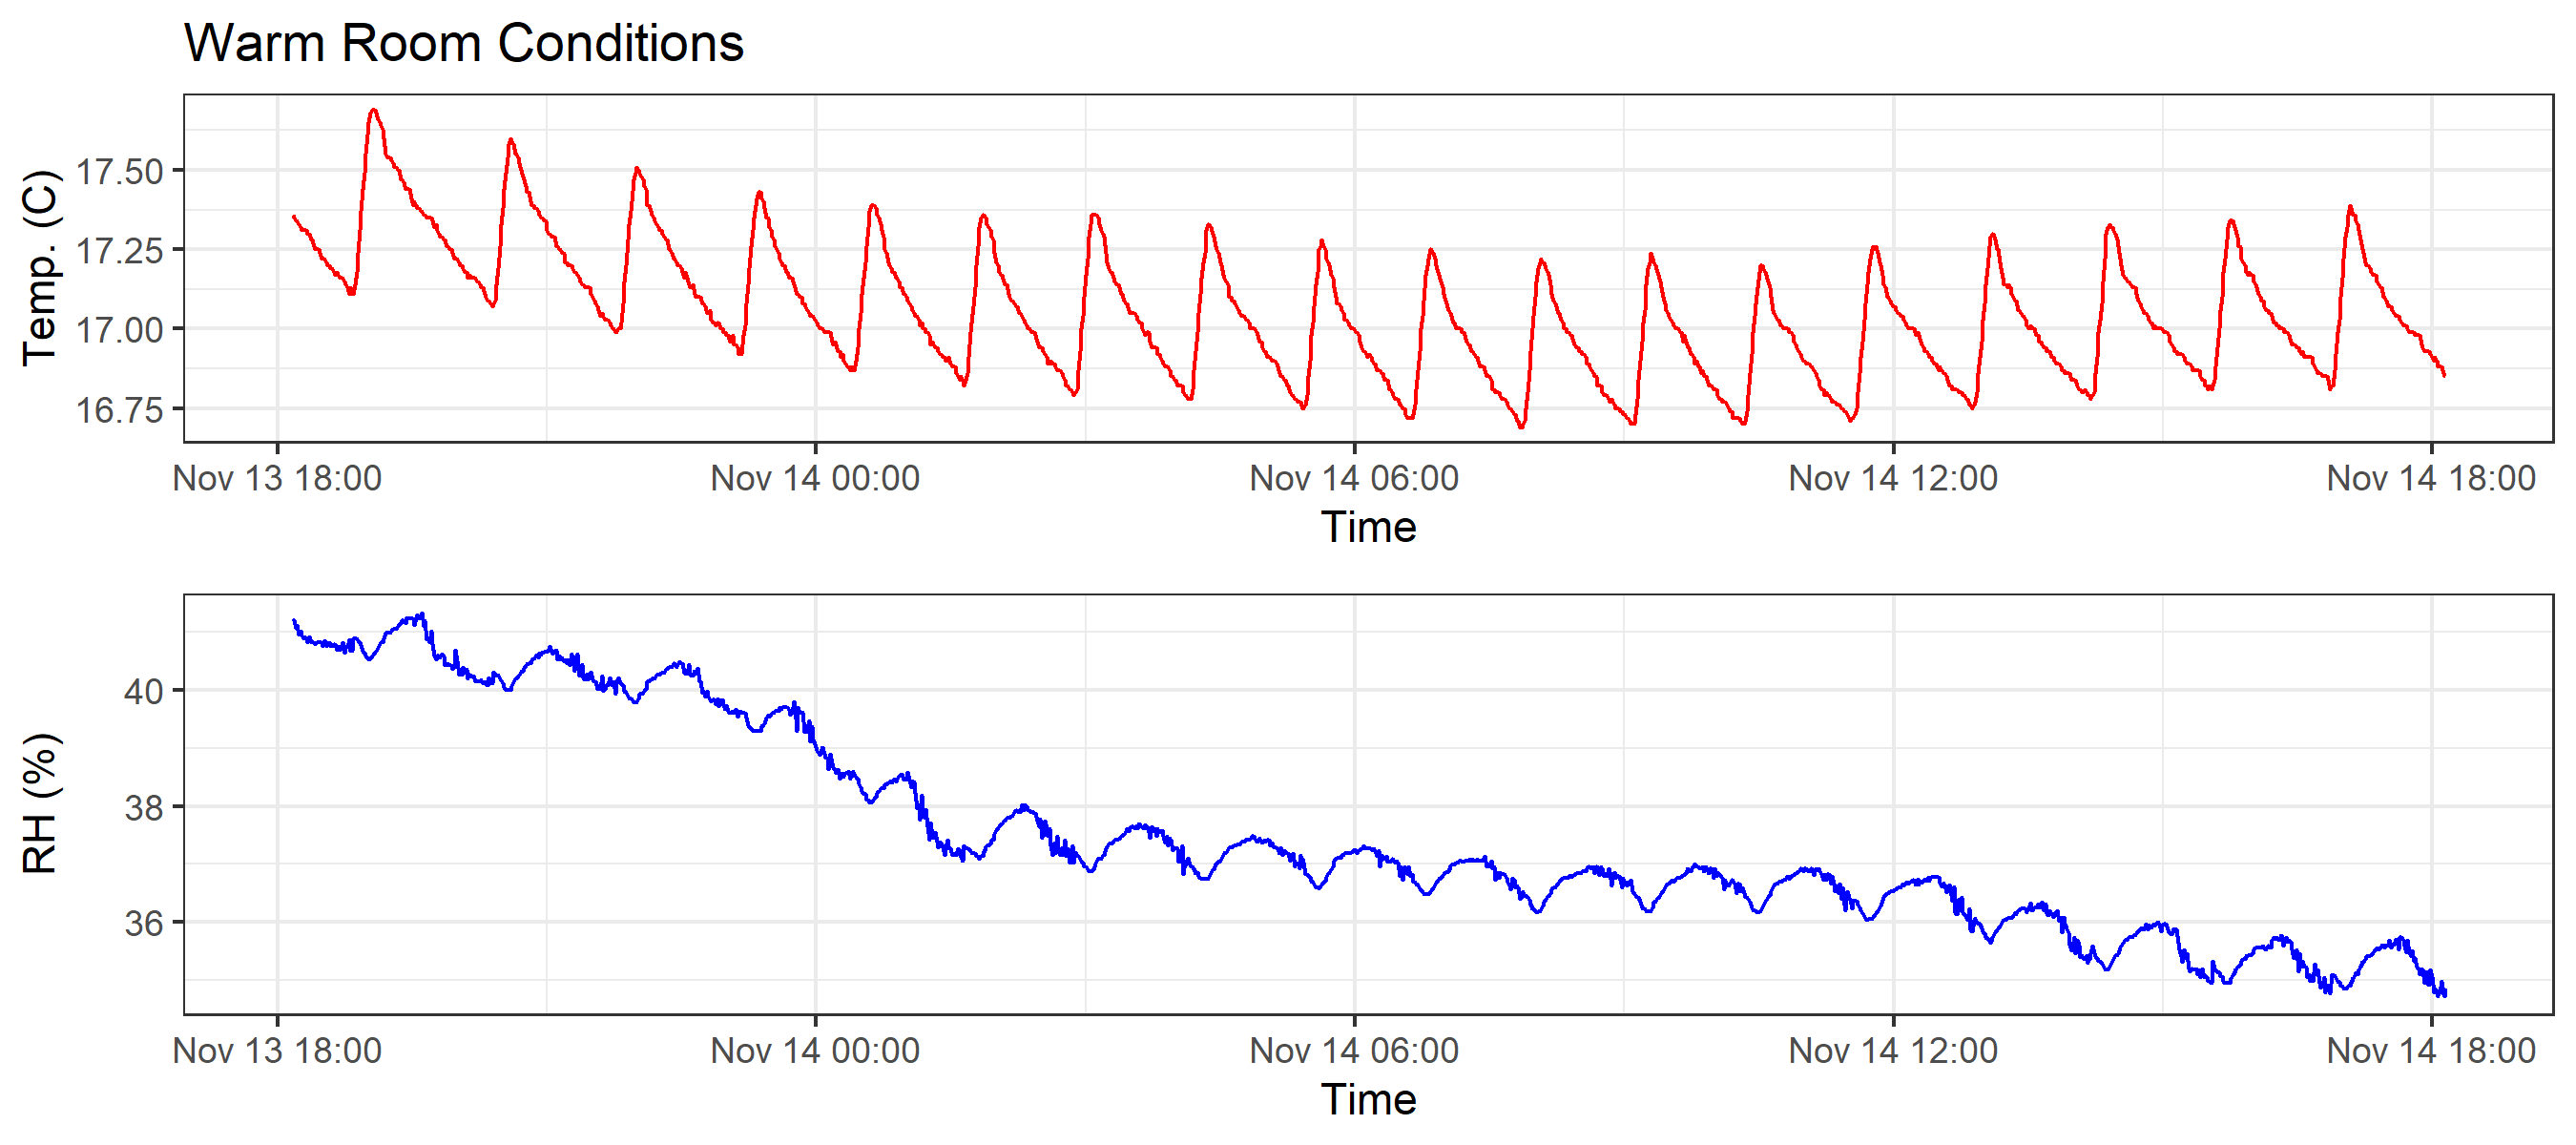 Warm Room Conditions
Temp. (C)
17.50
17.25
17.00
16.75
Nov 13 18:00 Nov 14 00:00 Nov 14 06:00 Nov 14 12:00 Nov 14 18:00
Time
RH (%)
40
38
36
Nov 13 18:00 Nov 14 00:00 Nov 14 06:00 Nov 14 12:00 Nov 14 18:00
Time